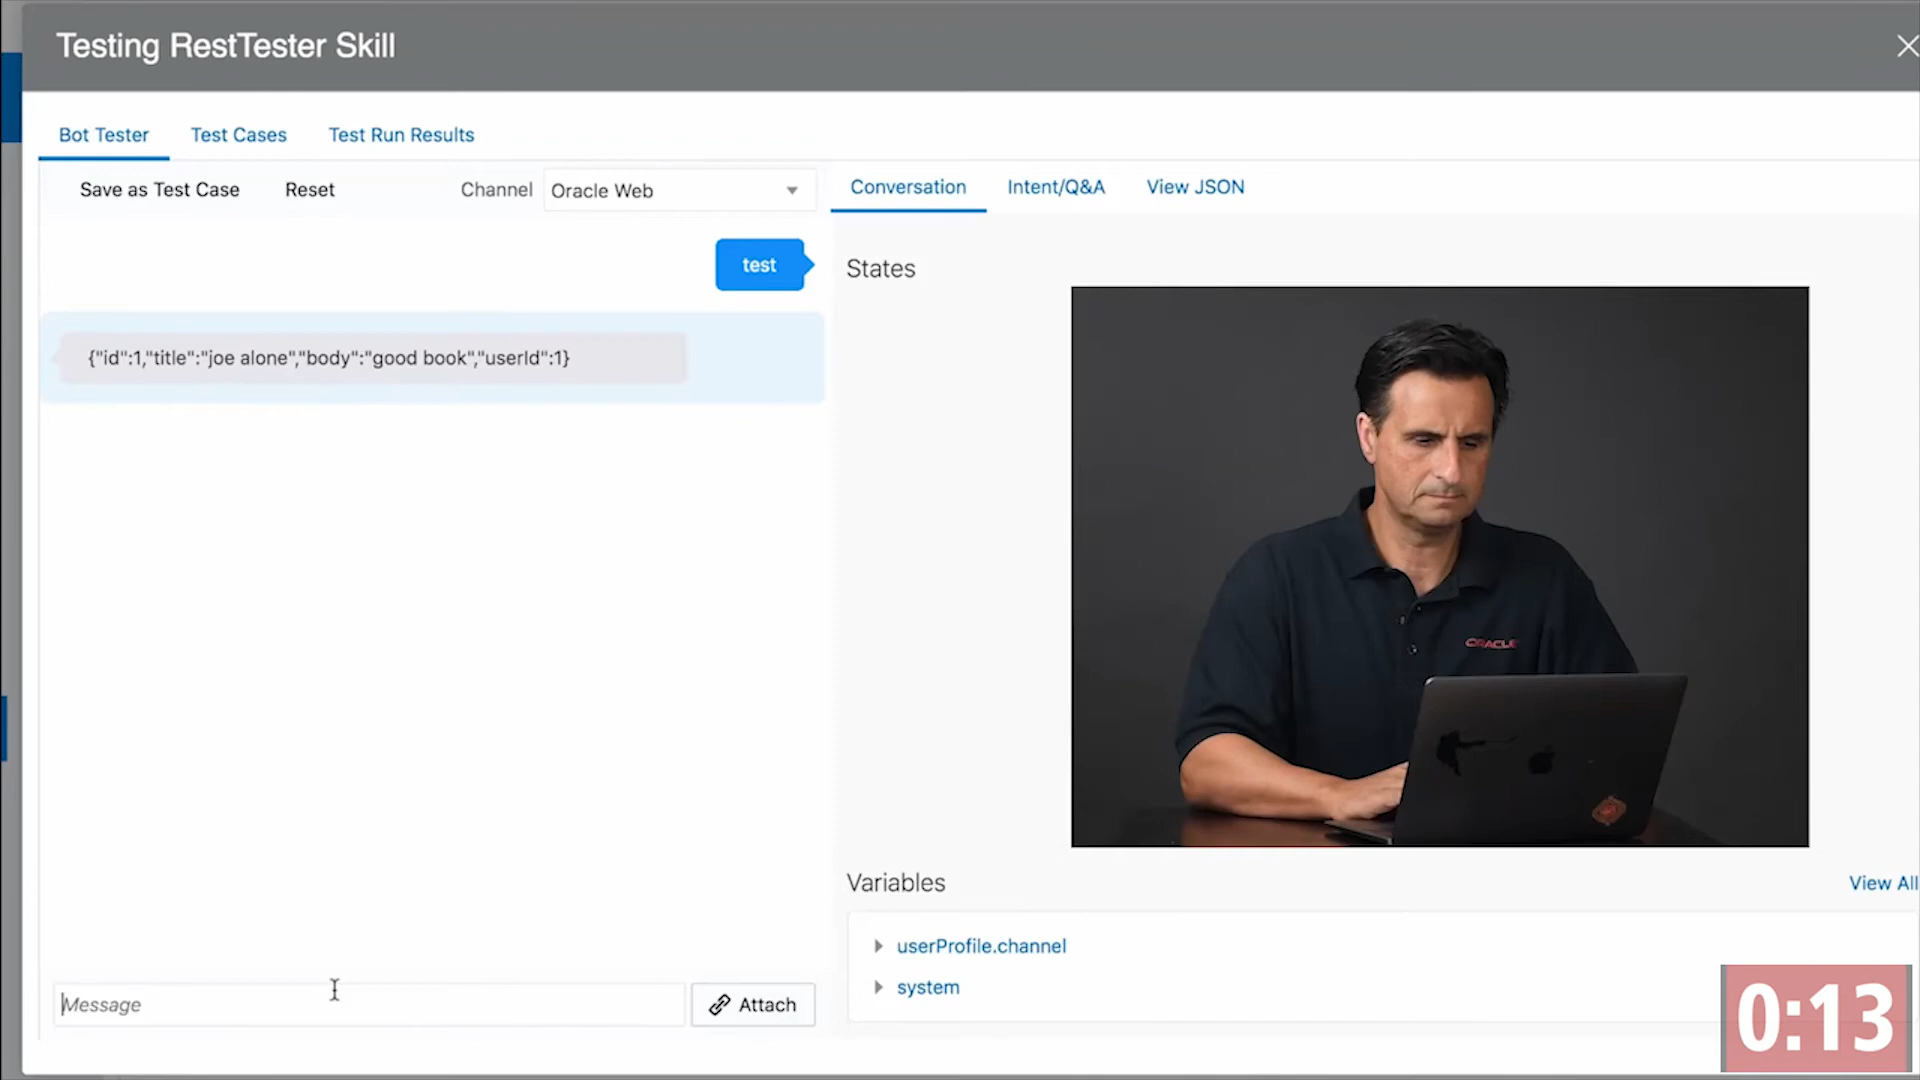 Testing RestTester Skill
Bot Tester Test Cases Test Run Results
Save as Test Case Reset Channel Oracle Web
Conversation Intent/Q&A View JSON
test
{"id":1,"title":"joe alone","body":"good book","userId":1}
States
ORACLE
Variables View All
userProfile.channel
system
Message Attach
0:13